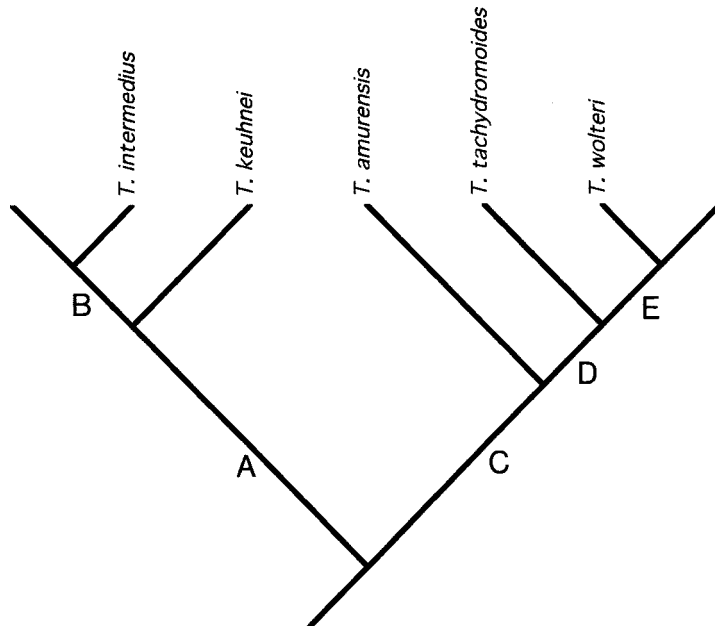 T. intermedius
T. keuhnei
T. amurensis
T. tachydromoides
T. wolteri
B
E
D
A
C